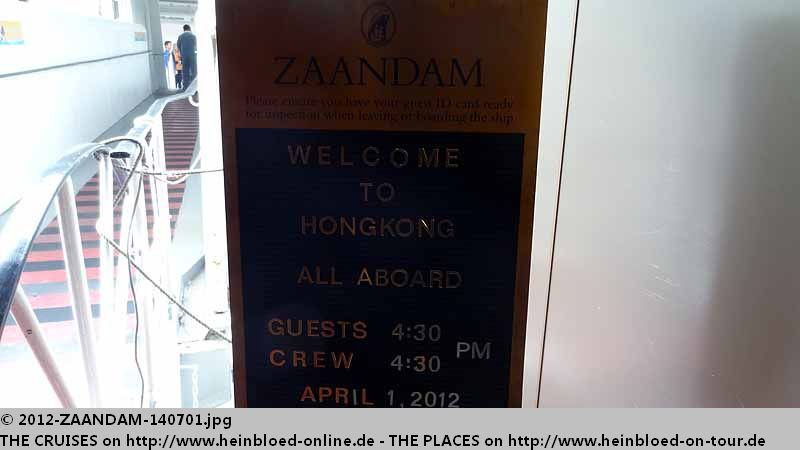 ZAANDAM
Please ensure you have your guest ID card ready
for inspection when leaving or boarding the ship
WELCOME
TO
HONGKONG
ALL ABOARD
GUESTS 4:30
CREW 4:30 PM
APRIL 1, 2012
© 2012-ZAANDAM-140701.jpg
THE CRUISES on http://www.heinbloed-online.de - THE PLACES on http://www.heinbloed-on-tour.de